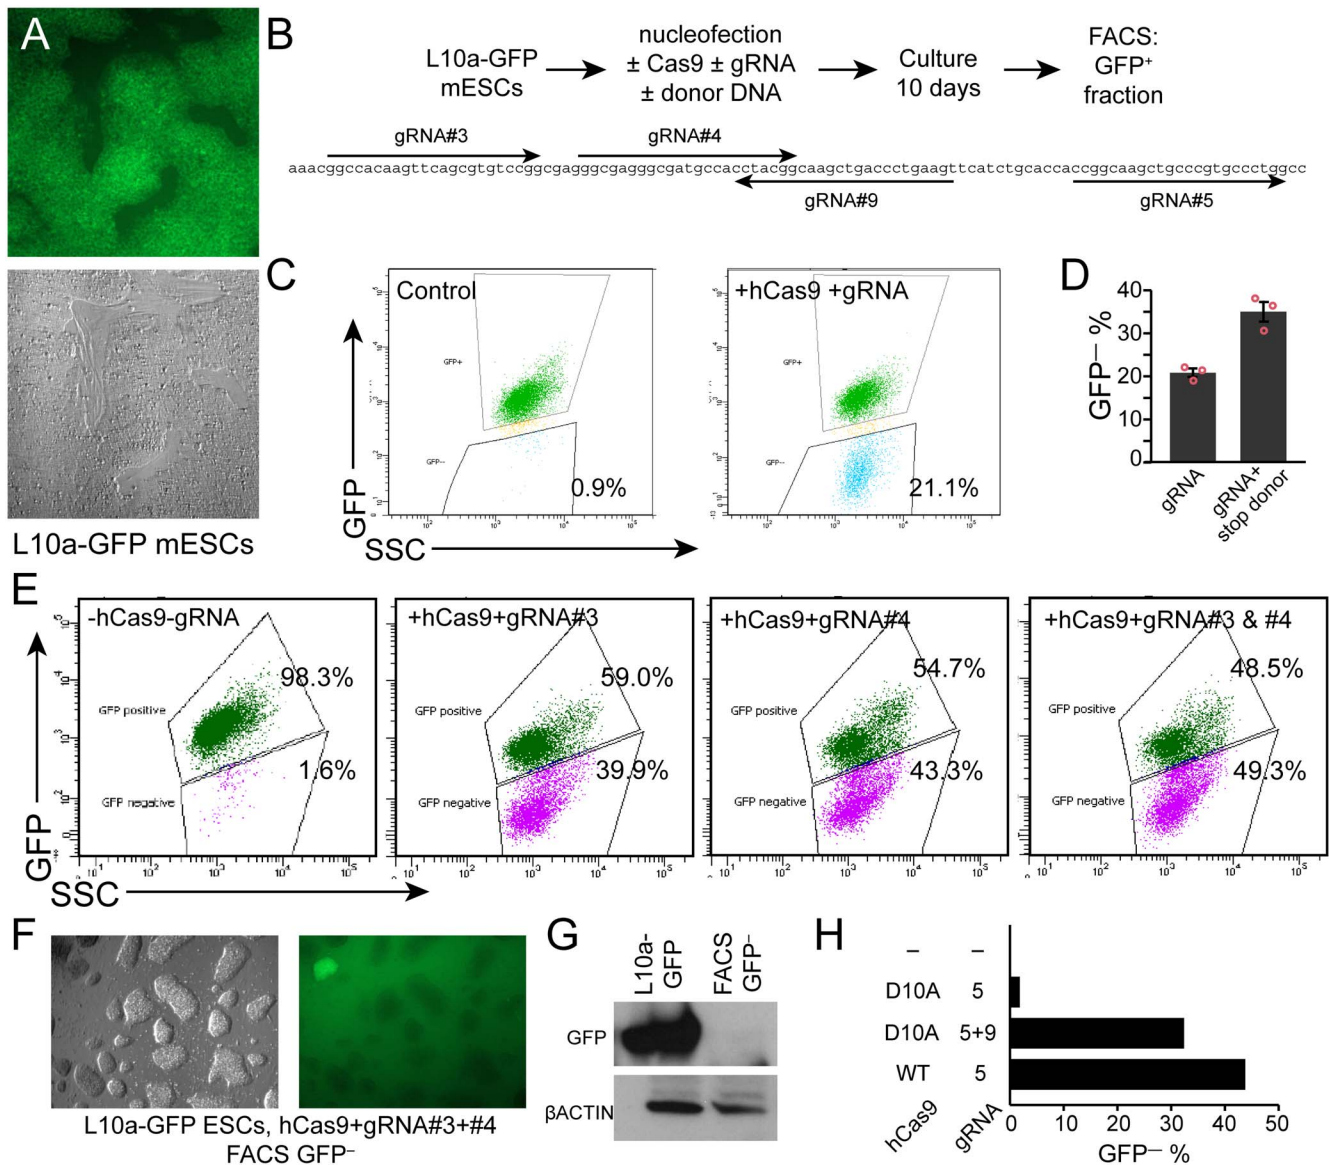 A
L10a-GFP mESCs
B
L10a-GFP
mESCs
nucleofection
± Cas9 ± gRNA
± donor DNA
Culture
10 days
FACS:
GFP⁺
fraction
gRNA#3
gRNA#4
aaacggccacaagttcagcgtgtccggcgagggcgagggcgatgccacctacggcaagctgaccctgaagttcatctgcaccaccggcaagctgcccgtgccctggcc
gRNA#9
gRNA#5
C
Control
GFP+
GFP--
0.9%
+hCas9 +gRNA
GFP+
GFP--
21.1%
GFP
SSC
D
GFP— %
40
30
20
10
0
gRNA
gRNA+
stop donor
E
-hCas9-gRNA
98.3%
GFP positive
1.6%
GFP negative
+hCas9+gRNA#3
59.0%
GFP positive
39.9%
GFP negative
+hCas9+gRNA#4
54.7%
GFP positive
43.3%
GFP negative
+hCas9+gRNA#3 & #4
48.5%
GFP positive
49.3%
GFP negative
GFP
SSC
F
L10a-GFP ESCs, hCas9+gRNA#3+#4
FACS GFP⁻
G
L10a-
GFP
FACS
GFP⁻
GFP
βACTIN
H
– –
D10A 5
D10A 5+9
WT 5
hCas9
gRNA
0 10 20 30 40 50
GFP— %